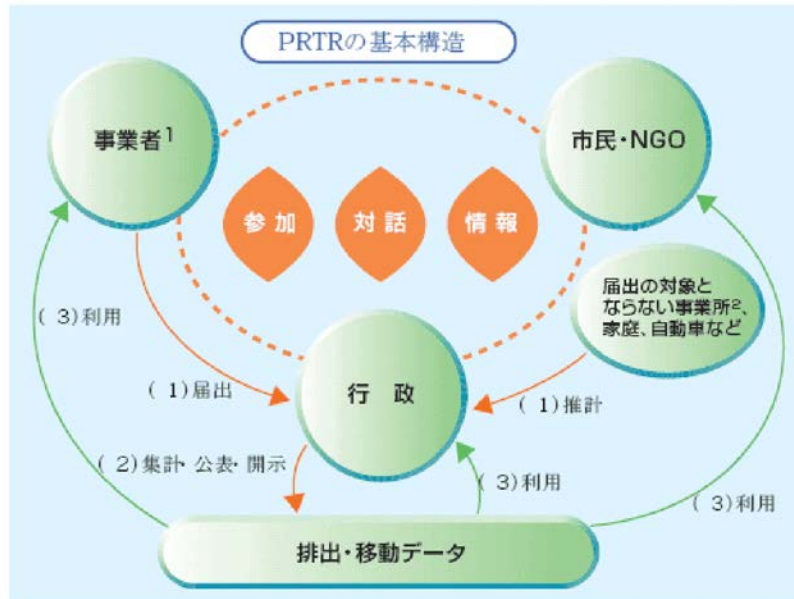 PRTRの基本構造
事業者1
市民・NGO
参加
対話
情報
届出の対象と
ならない事業所2、
家庭、自動車など
( 3)利用
( 1)届出
行 政
( 1)推計
( 2)集計・公表・開示
( 3)利用
( 3)利用
排出・移動データ